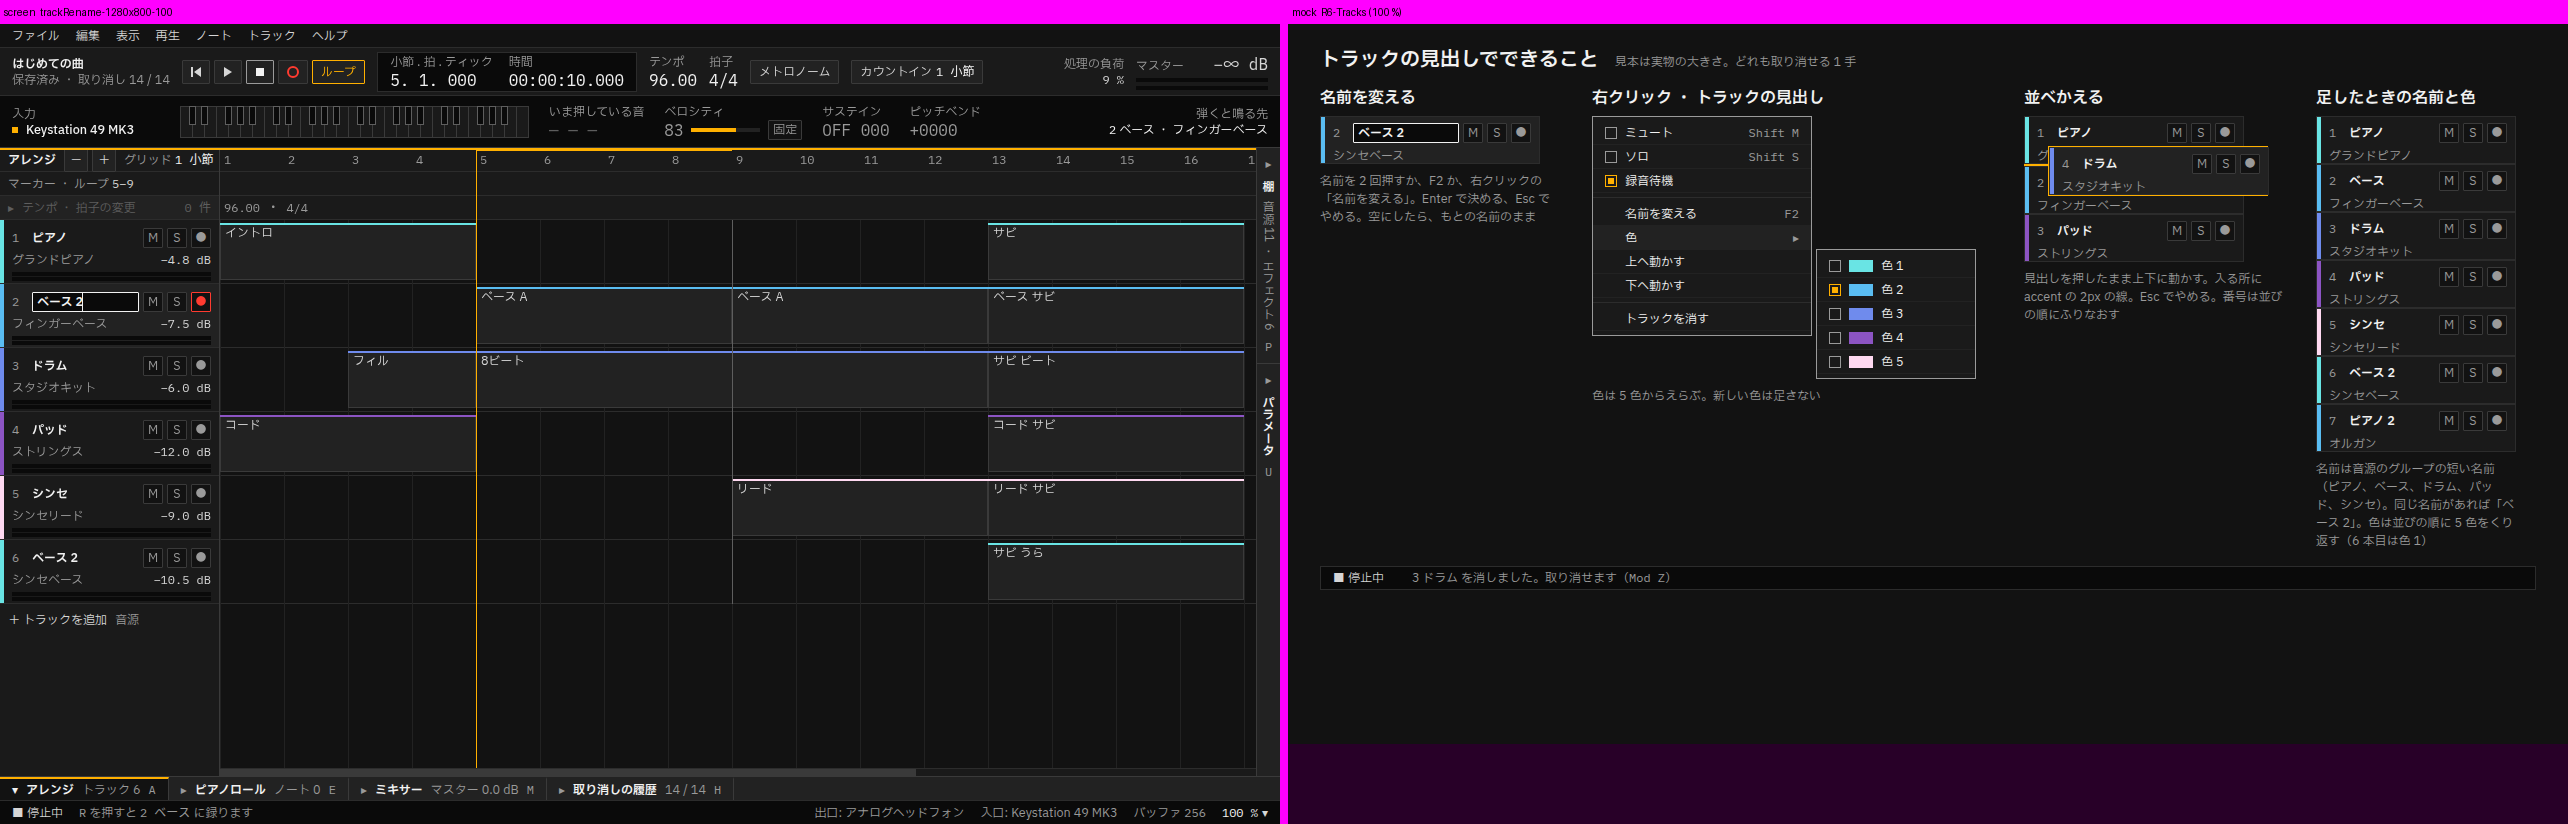 screen trackRename-1280x800-100
ファイル 編集 表示 再生 ノート トラック ヘルプ
はじめての曲
保存済み ・ 取り消し 14 / 14
ループ
小節 . 拍 . ティック 時間
5. 1. 000 00:00:10.000
テンポ 拍子
96.00 4/4
メトロノーム
カウントイン 1 小節
処理の負荷
9 %
マスター −∞ dB
入力
Keystation 49 MK3
いま押している音
— — —
ベロシティ
83 固定
サステイン
OFF 000
ピッチベンド
+0000
弾くと鳴る先
2 ベース ・ フィンガーベース
アレンジ − + グリッド 1 小節
1 2 3 4 5 6 7 8 9 10 11 12 13 14 15 16 1
マーカー ・ ループ 5–9
▸ テンポ ・ 拍子の変更 0 件
96.00 ・ 4/4
1 ピアノ M S
グランドピアノ −4.8 dB
イントロ サビ
2 ベース 2 M S
フィンガーベース −7.5 dB
ベース A ベース A ベース サビ
3 ドラム M S
スタジオキット −6.0 dB
フィル 8ビート サビ ビート
4 パッド M S
ストリングス −12.0 dB
コード コード サビ
5 シンセ M S
シンセリード −9.0 dB
リード リード サビ
6 ベース 2 M S
シンセベース −10.5 dB
サビ うら
+ トラックを追加 音源
▸ 棚 音源 11 ・ エフェクト 6 P
▸ パラメータ U
▾ アレンジ トラック 6 A
▸ ピアノロール ノート 0 E
▸ ミキサー マスター 0.0 dB M
▸ 取り消しの履歴 14 / 14 H
■ 停止中 R を押すと 2 ベース に録ります
出口: アナログヘッドフォン 入口: Keystation 49 MK3 バッファ 256 100 % ▾
mock R6-Tracks (100 %)
トラックの見出しでできること 見本は実物の大きさ。どれも取り消せる 1 手
名前を変える
2 ベース 2 M S
シンセベース
名前を 2 回押すか、F2 か、右クリックの
「名前を変える」。Enter で決める、Esc で
やめる。空にしたら、もとの名前のまま
右クリック ・ トラックの見出し
ミュート Shift M
ソロ Shift S
録音待機
名前を変える F2
色 ▸
上へ動かす
下へ動かす
トラックを消す
色 1
色 2
色 3
色 4
色 5
色は 5 色からえらぶ。新しい色は足さない
並べかえる
1 ピアノ M S
グ
4 ドラム M S
スタジオキット
2
フィンガーベース
3 パッド M S
ストリングス
見出しを押したまま上下に動かす。入る所に
accent の 2px の線。Esc でやめる。番号は並び
の順にふりなおす
足したときの名前と色
1 ピアノ M S
グランドピアノ
2 ベース M S
フィンガーベース
3 ドラム M S
スタジオキット
4 パッド M S
ストリングス
5 シンセ M S
シンセリード
6 ベース 2 M S
シンセベース
7 ピアノ 2 M S
オルガン
名前は音源のグループの短い名前
（ピアノ、ベース、ドラム、パッ
ド、シンセ）。同じ名前があれば「ベ
ース 2」。色は並びの順に 5 色をくり
返す（6 本目は色 1）
■ 停止中 3 ドラム を消しました。取り消せます（Mod Z）